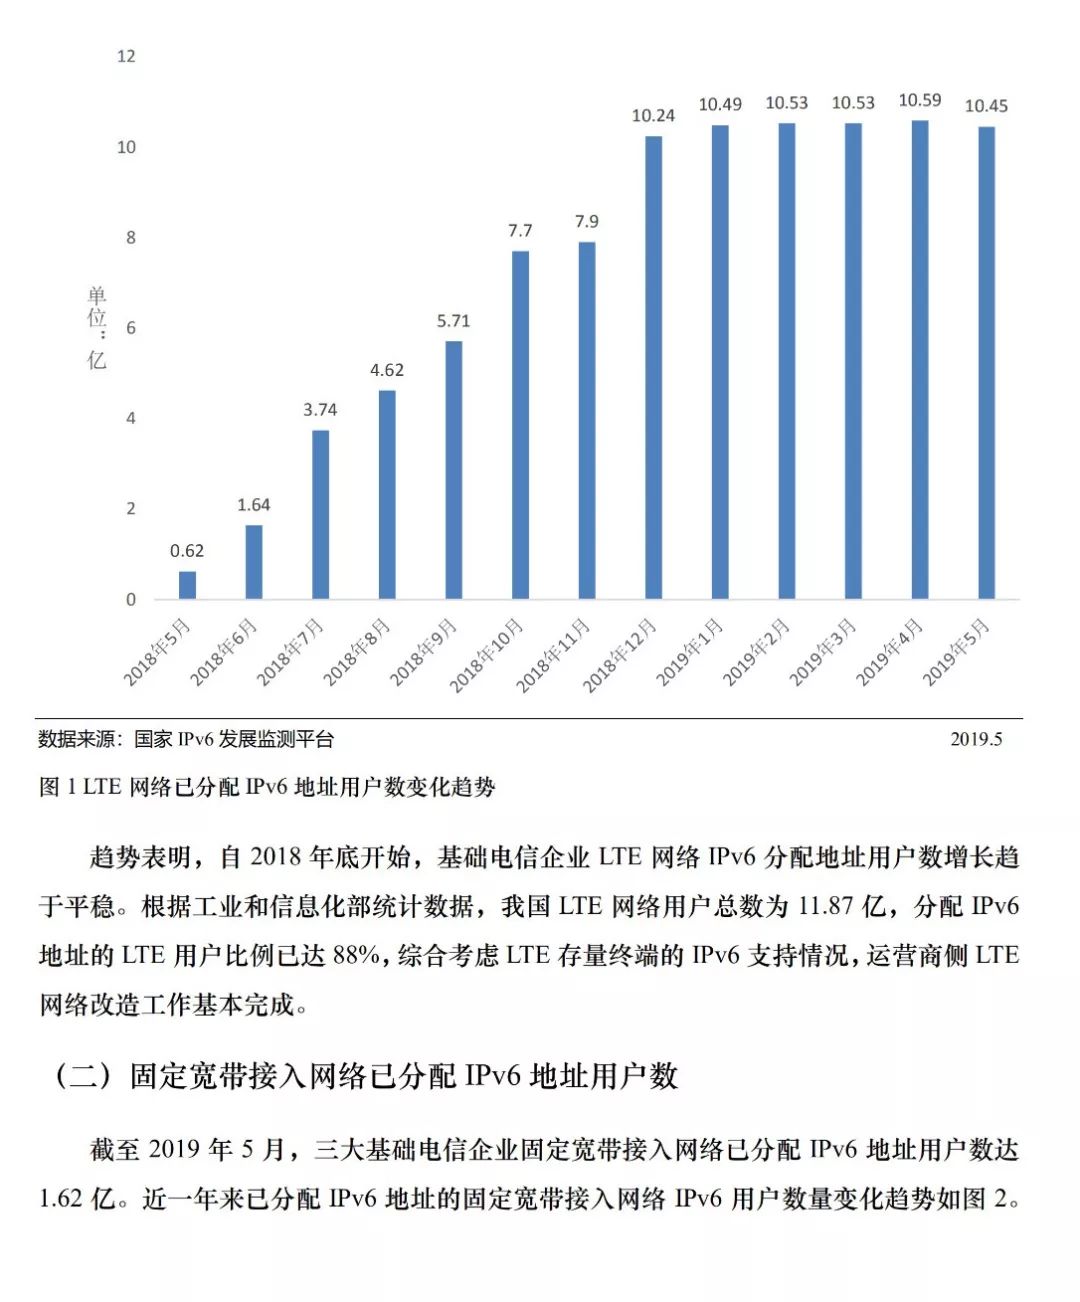 12
10
8
6
4
2
0
单位：亿
0.62
1.64
3.74
4.62
5.71
7.7
7.9
10.24
10.49
10.53
10.53
10.59
10.45
2018年5月
2018年6月
2018年7月
2018年8月
2018年9月
2018年10月
2018年11月
2018年12月
2019年1月
2019年2月
2019年3月
2019年4月
2019年5月
数据来源：国家 IPv6 发展监测平台 2019.5
图 1 LTE 网络已分配 IPv6 地址用户数变化趋势
趋势表明，自 2018 年底开始，基础电信企业 LTE 网络 IPv6 分配地址用户数增长趋
于平稳。根据工业和信息化部统计数据，我国 LTE 网络用户总数为 11.87 亿，分配 IPv6
地址的 LTE 用户比例已达 88%，综合考虑 LTE 存量终端的 IPv6 支持情况，运营商侧 LTE
网络改造工作基本完成。
（二）固定宽带接入网络已分配 IPv6 地址用户数
截至 2019 年 5 月，三大基础电信企业固定宽带接入网络已分配 IPv6 地址用户数达
1.62 亿。近一年来已分配 IPv6 地址的固定宽带接入网络 IPv6 用户数量变化趋势如图 2。